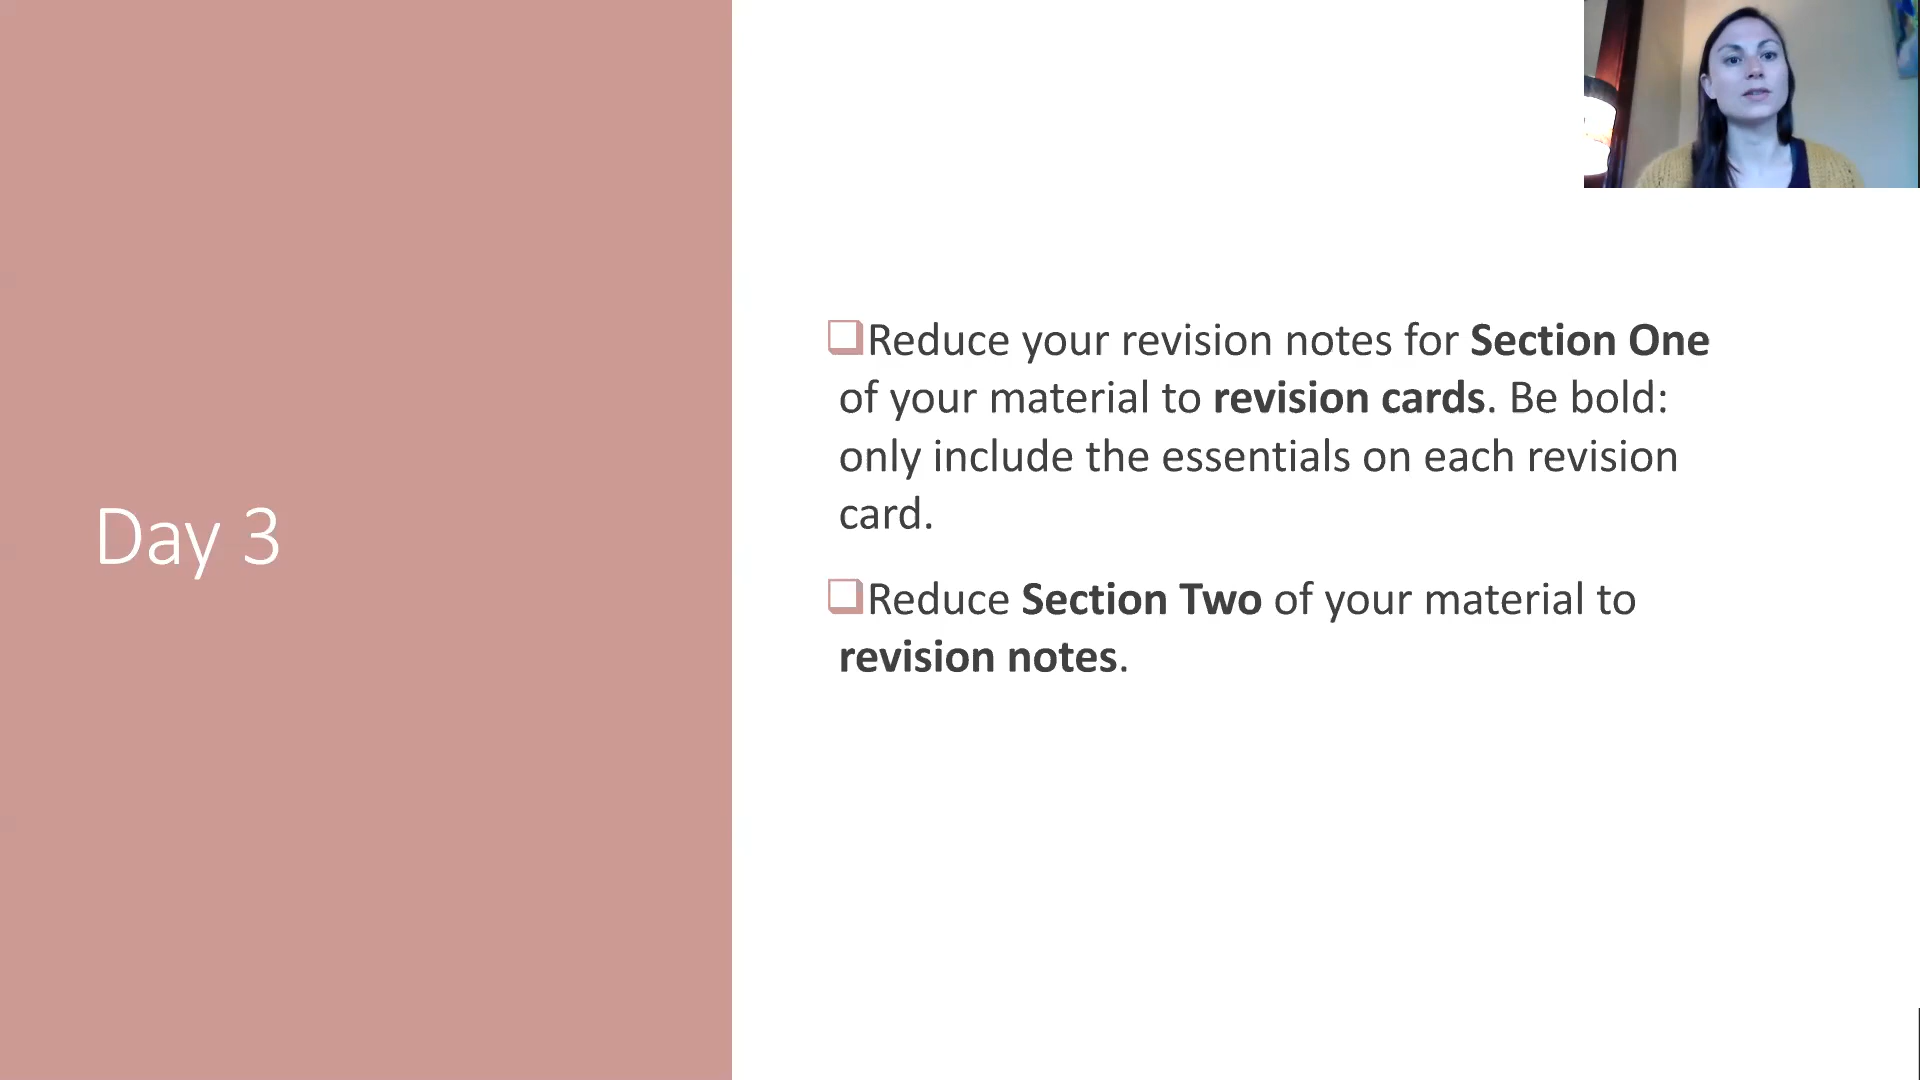 Day 3
Reduce your revision notes for Section One
of your material to revision cards. Be bold:
only include the essentials on each revision
card.
Reduce Section Two of your material to
revision notes.